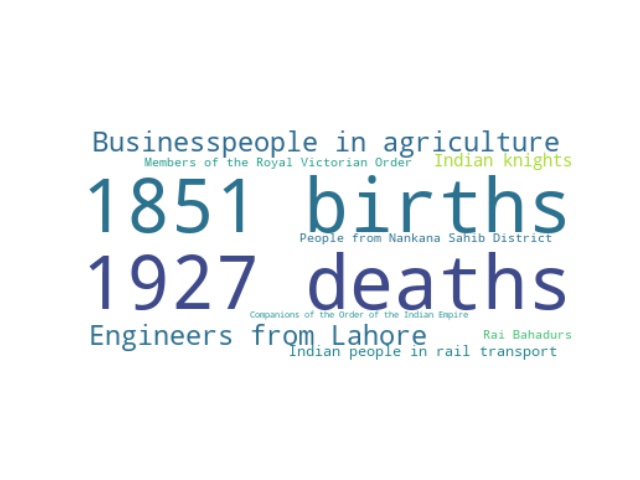 Businesspeople in agriculture
Members of the Royal Victorian Order
Indian knights
1851 births
People from Nankana Sahib District
1927 deaths
Companions of the Order of the Indian Empire
Engineers from Lahore
Rai Bahadurs
Indian people in rail transport